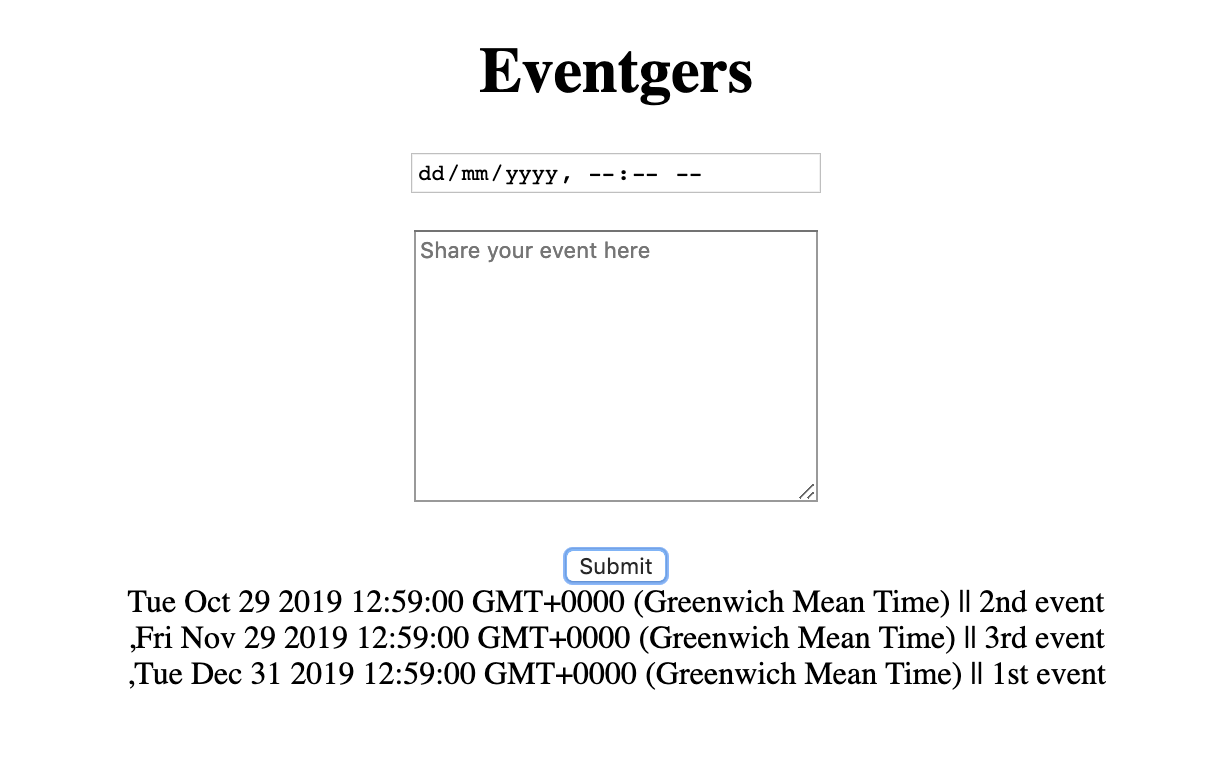 Eventgers
dd/mm/yyyy, --:-- --
Share your event here
Submit
Tue Oct 29 2019 12:59:00 GMT+0000 (Greenwich Mean Time) || 2nd event
,Fri Nov 29 2019 12:59:00 GMT+0000 (Greenwich Mean Time) || 3rd event
,Tue Dec 31 2019 12:59:00 GMT+0000 (Greenwich Mean Time) || 1st event